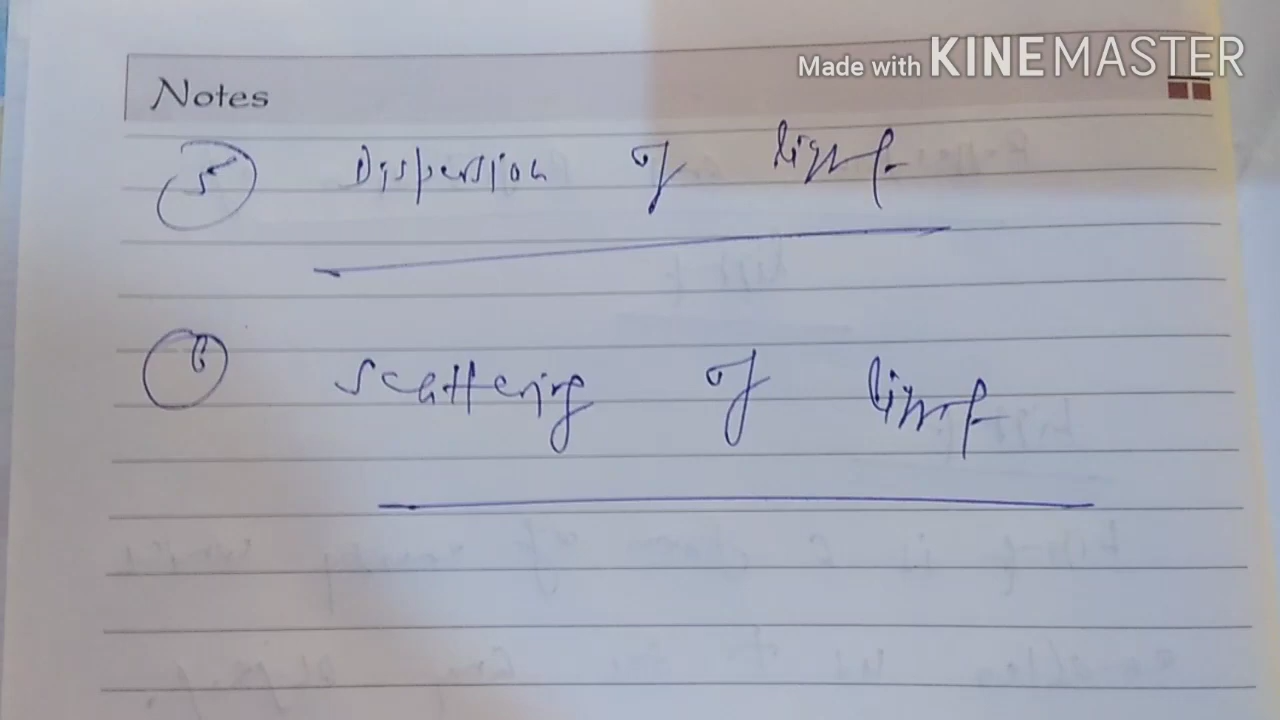 Made with KINEMASTER
Notes
5 Dispersion of light
6 Scattering of light